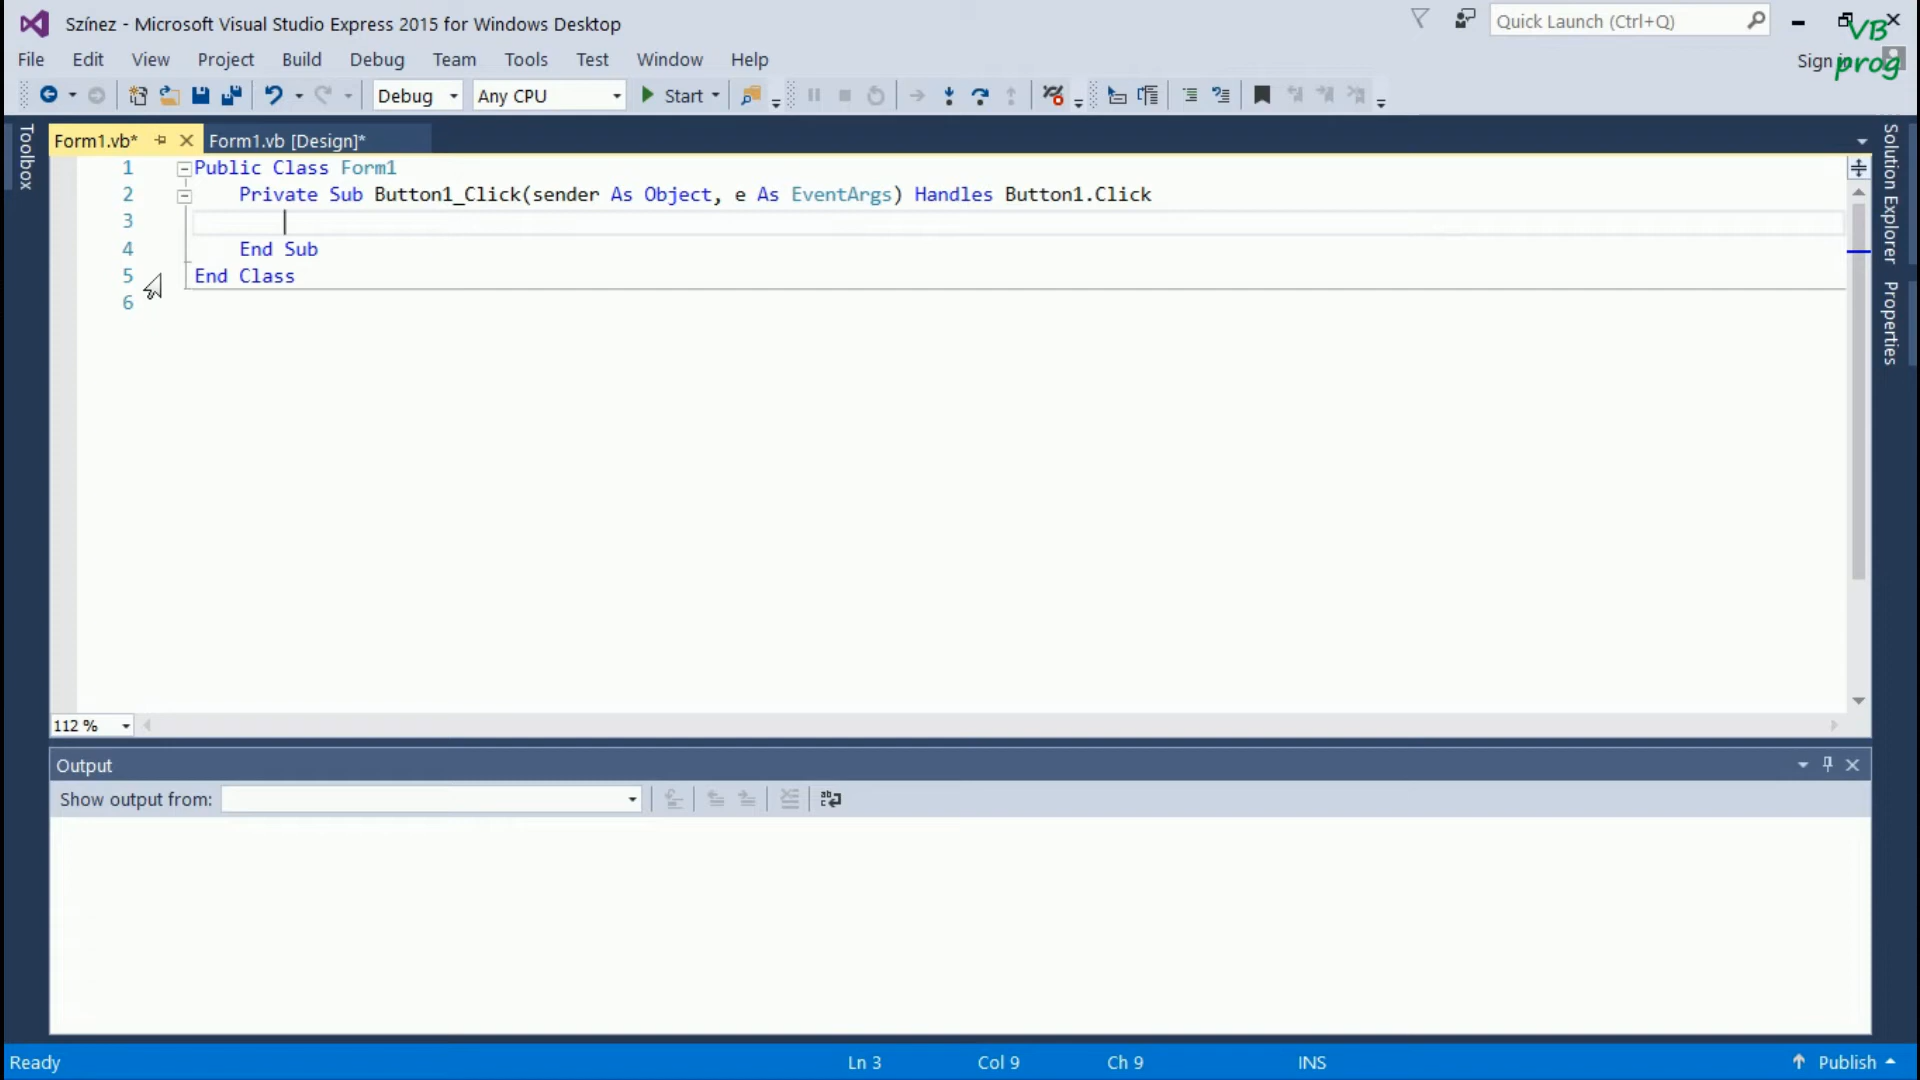 Színez - Microsoft Visual Studio Express 2015 for Windows Desktop
Quick Launch (Ctrl+Q)
VB
prog
File Edit View Project Build Debug Team Tools Test Window Help
Sign in
Debug Any CPU Start
Toolbox
Form1.vb* Form1.vb [Design]*
1 Public Class Form1
2 Private Sub Button1_Click(sender As Object, e As EventArgs) Handles Button1.Click
3
4 End Sub
5 End Class
6
Solution Explorer
Properties
112 %
Output
Show output from:
Ready Ln 3 Col 9 Ch 9 INS Publish